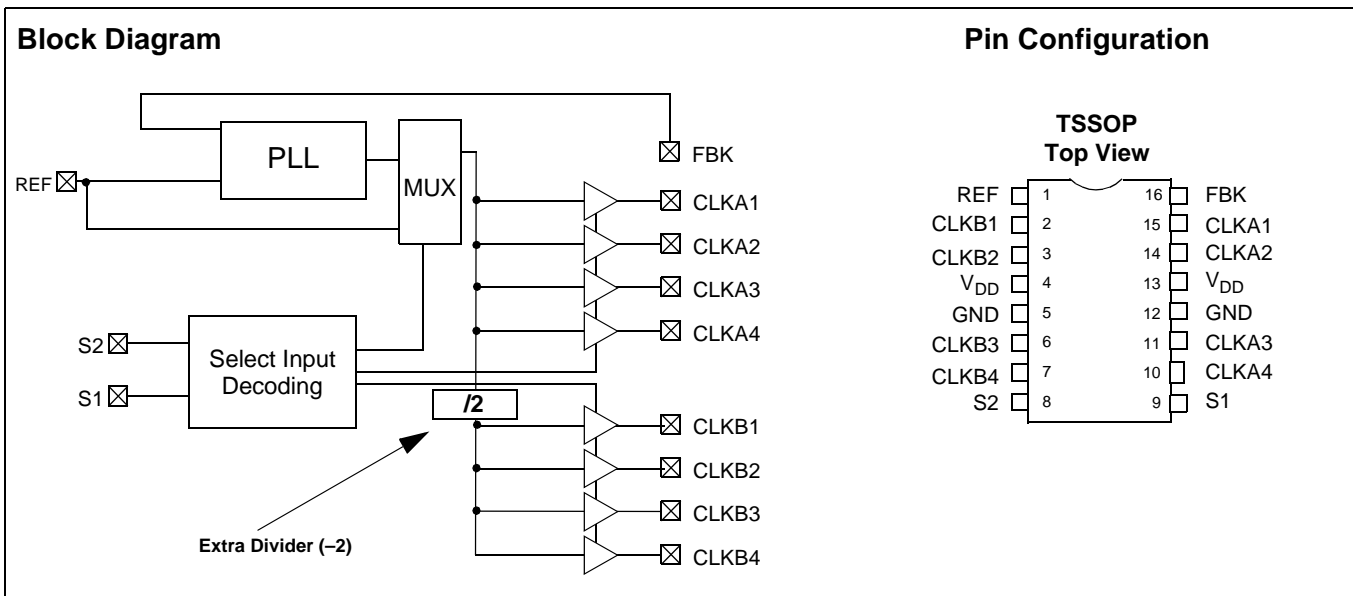 Block Diagram
Pin Configuration
PLL
MUX
REF
FBK
CLKA1
CLKA2
CLKA3
CLKA4
S2
S1
Select Input
Decoding
/2
CLKB1
CLKB2
CLKB3
CLKB4
Extra Divider (–2)
TSSOP
Top View
REF 1 16 FBK
CLKB1 2 15 CLKA1
CLKB2 3 14 CLKA2
VDD 4 13 VDD
GND 5 12 GND
CLKB3 6 11 CLKA3
CLKB4 7 10 CLKA4
S2 8 9 S1